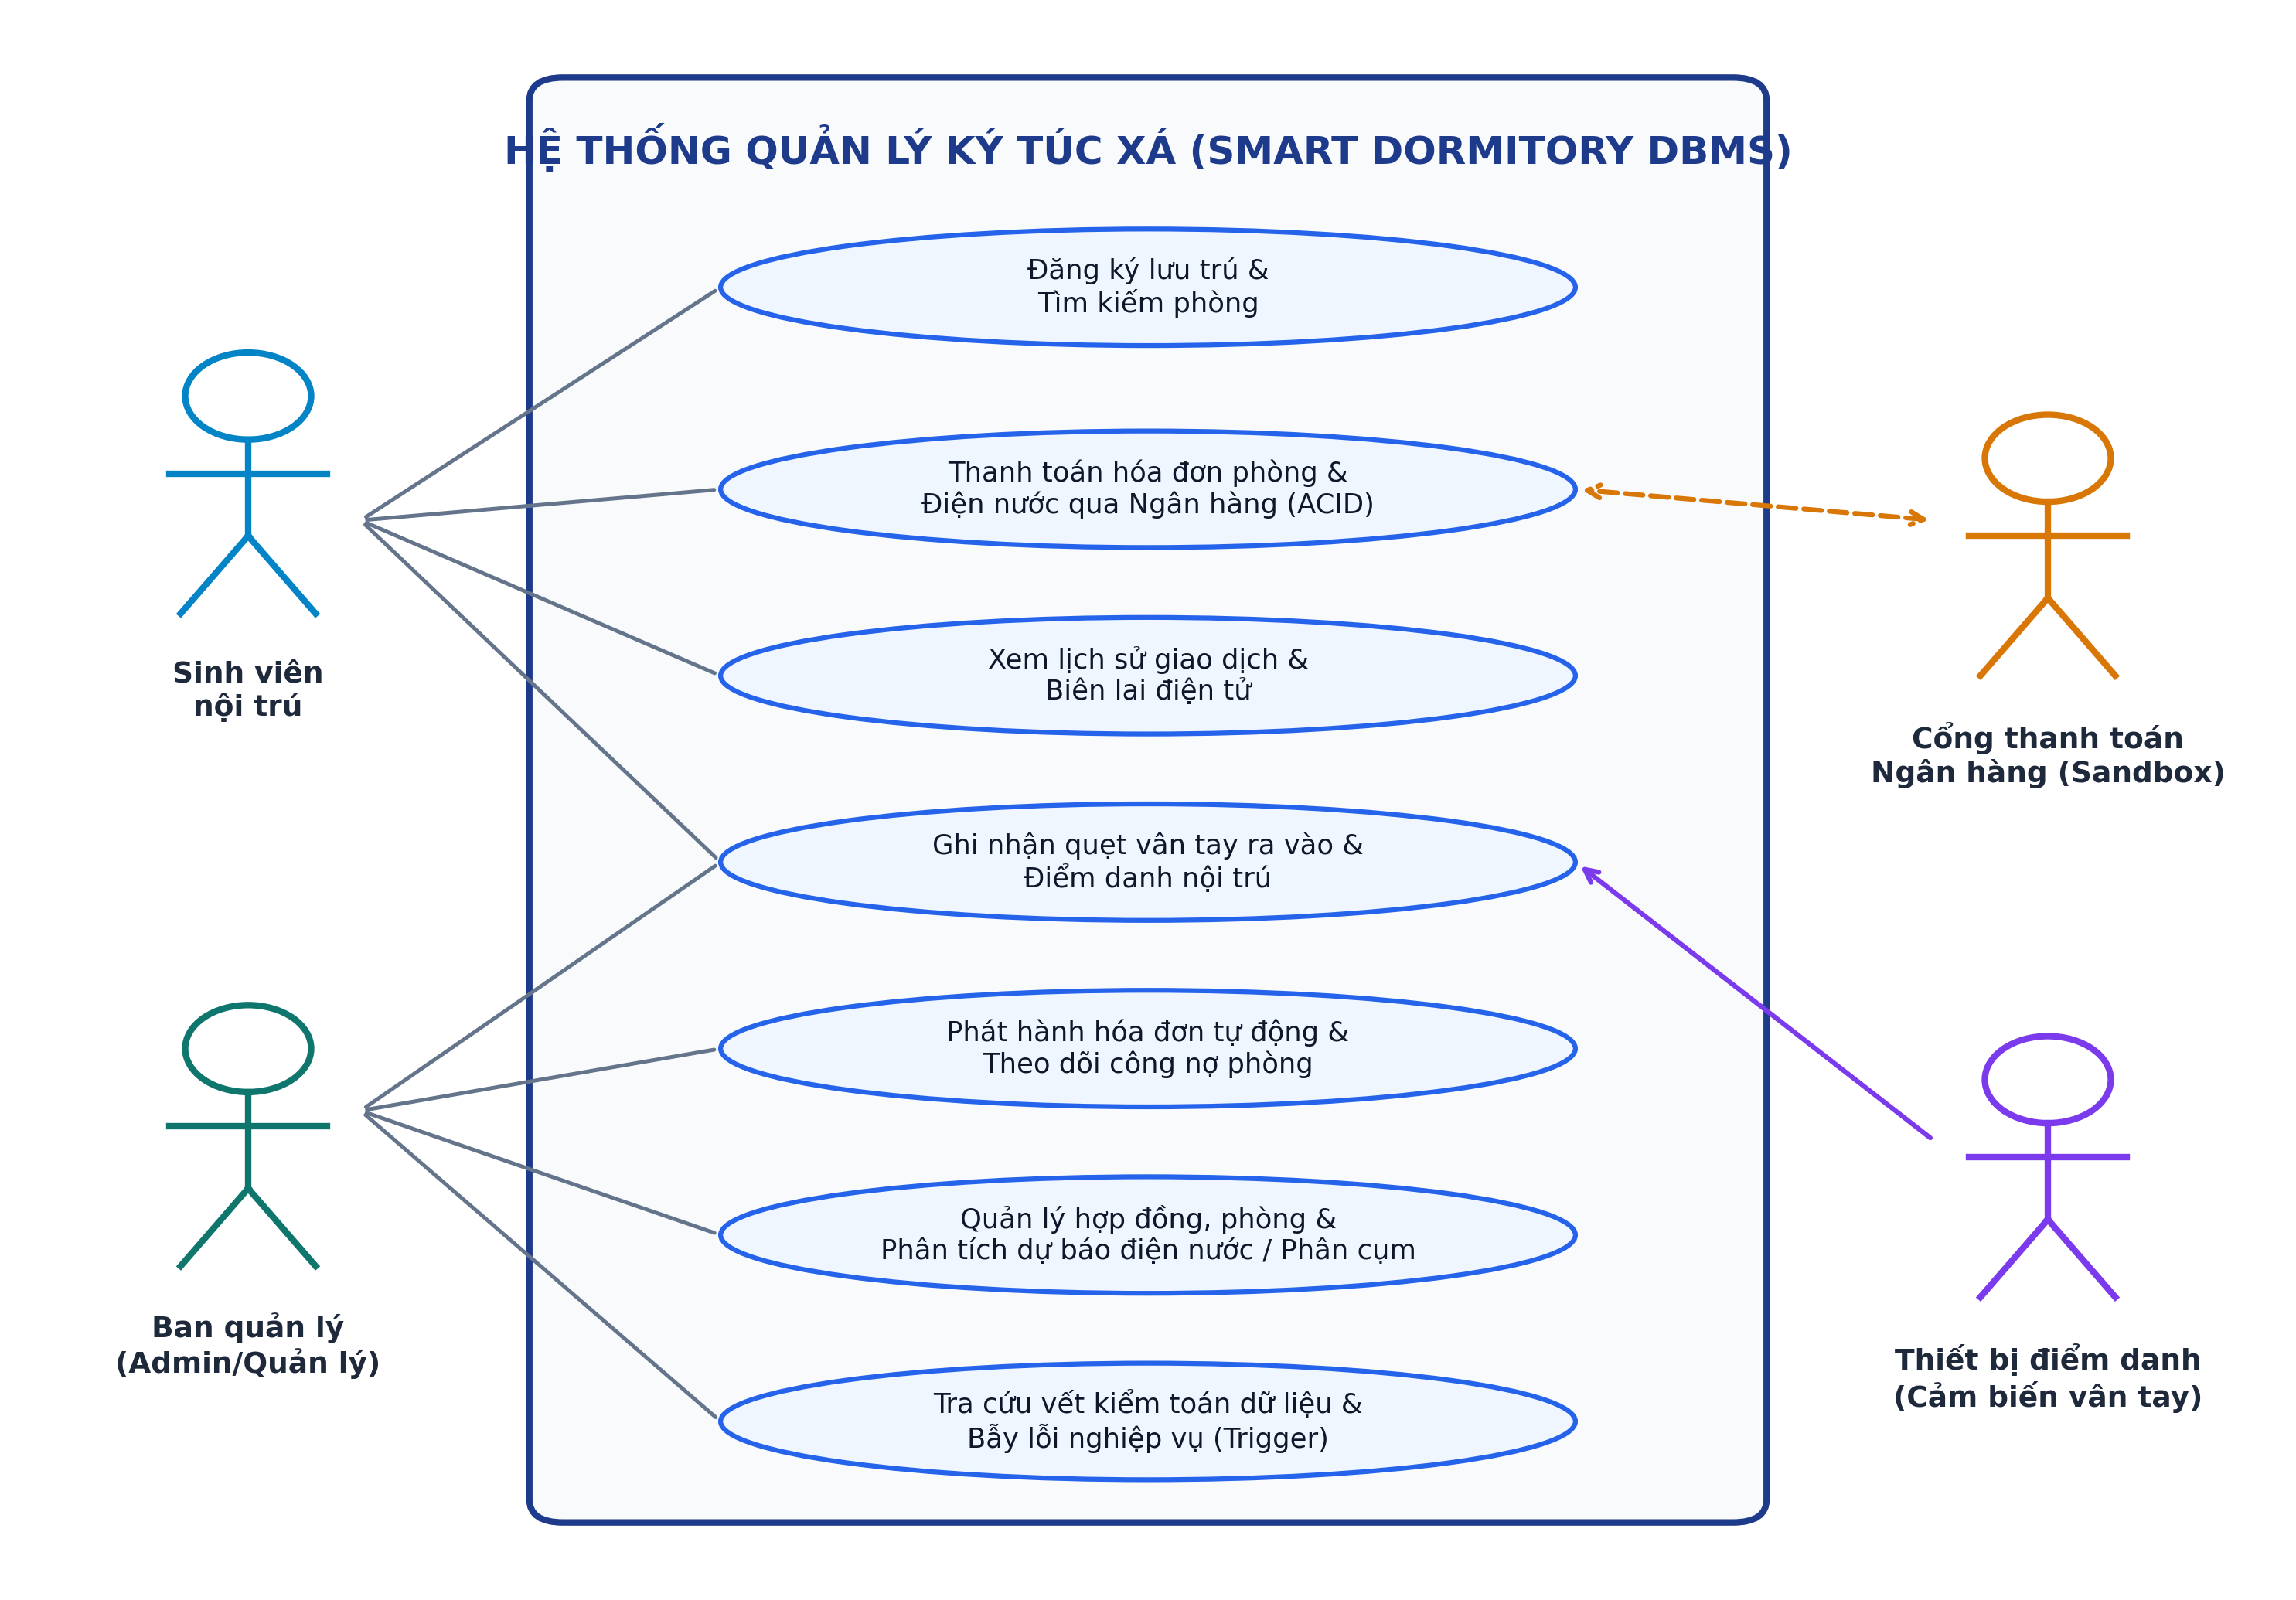 HỆ THỐNG QUẢN LÝ KÝ TÚC XÁ (SMART DORMITORY DBMS)
Đăng ký lưu trú &
Tìm kiếm phòng
Thanh toán hóa đơn phòng &
Điện nước qua Ngân hàng (ACID)
Xem lịch sử giao dịch &
Biên lai điện tử
Ghi nhận quẹt vân tay ra vào &
Điểm danh nội trú
Phát hành hóa đơn tự động &
Theo dõi công nợ phòng
Quản lý hợp đồng, phòng &
Phân tích dự báo điện nước / Phân cụm
Tra cứu vết kiểm toán dữ liệu &
Bẫy lỗi nghiệp vụ (Trigger)
Sinh viên
nội trú
Ban quản lý
(Admin/Quản lý)
Cổng thanh toán
Ngân hàng (Sandbox)
Thiết bị điểm danh
(Cảm biến vân tay)